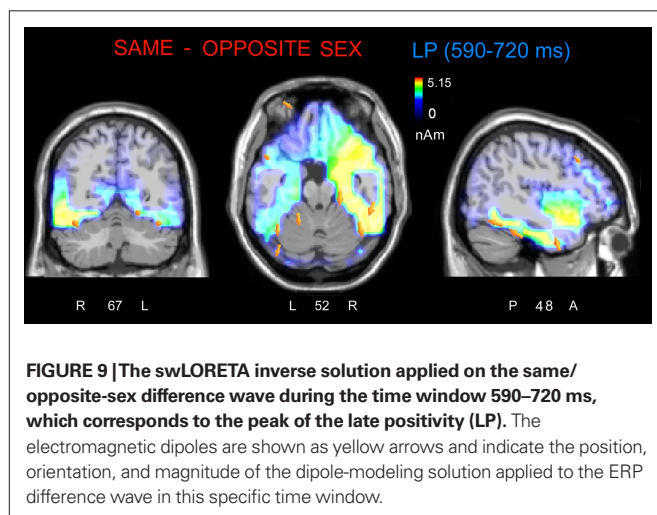 SAME - OPPOSITE SEX LP (590-720 ms)
5.15
0
nAm
R 67 L L 52 R P 48 A
FIGURE 9 | The swLORETA inverse solution applied on the same/
opposite-sex difference wave during the time window 590–720 ms,
which corresponds to the peak of the late positivity (LP). The
electromagnetic dipoles are shown as yellow arrows and indicate the position,
orientation, and magnitude of the dipole-modeling solution applied to the ERP
difference wave in this specific time window.